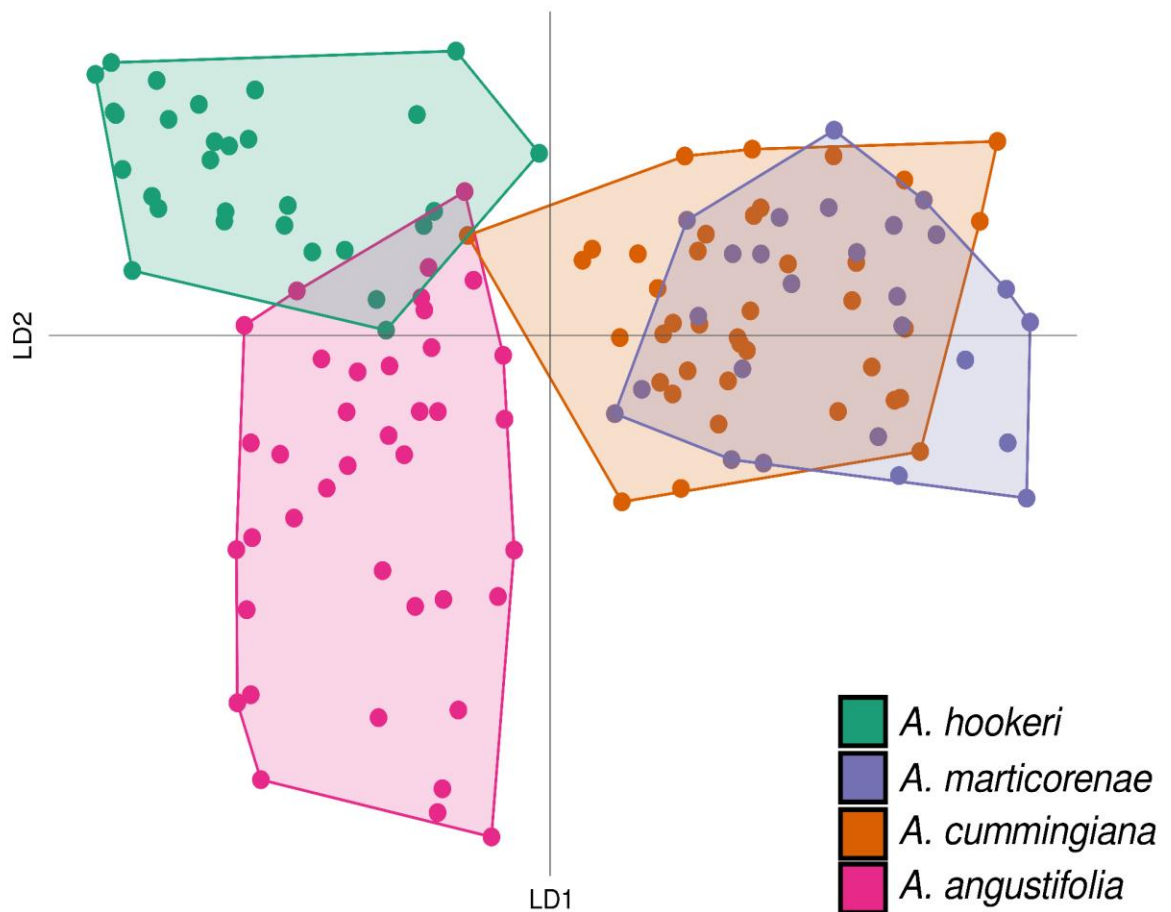 LD2
LD1
A. hookeri
A. marticorenae
A. cummingiana
A. angustifolia